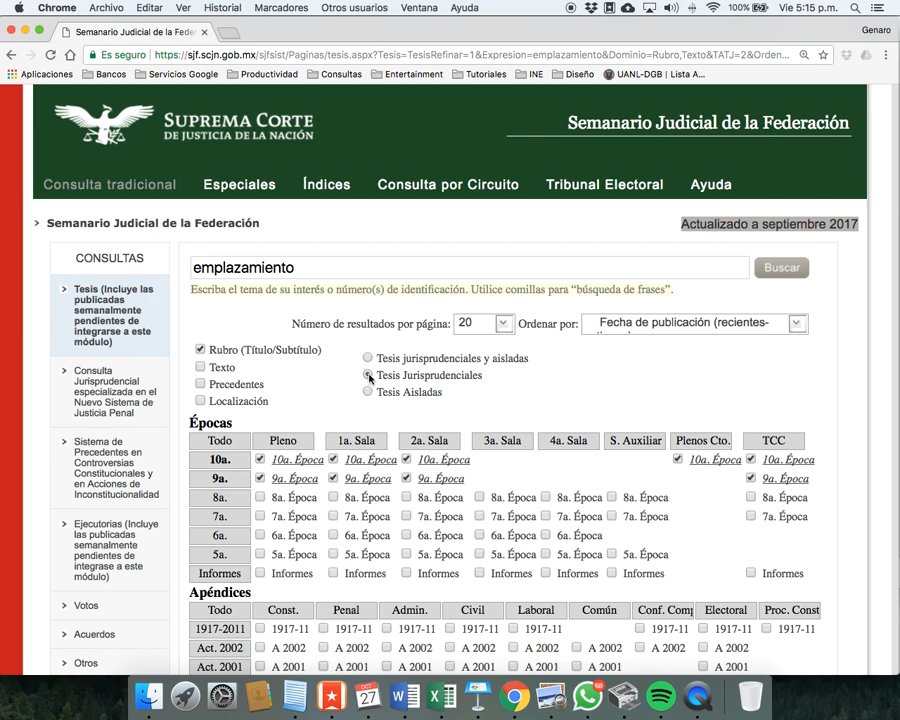 Chrome Archivo Editar Ver Historial Marcadores Otros usuarios Ventana Ayuda 100% Vie 5:15 p.m.
Semanario Judicial de la Feder Genaro
Es seguro https://sjf.scjn.gob.mx/sjfsist/Paginas/tesis.aspx?Tesis=TesisRefinar=1&Expresion=emplazamiento&Dominio=Rubro,Texto&TATJ=2&Orden...
Aplicaciones Bancos Servicios Google Productividad Consultas Entertainment Tutoriales INE Diseño UANL-DGB | Lista A...
SUPREMA CORTE
DE JUSTICIA DE LA NACIÓN
Semanario Judicial de la Federación
Consulta tradicional Especiales Índices Consulta por Circuito Tribunal Electoral Ayuda
Semanario Judicial de la Federación Actualizado a septiembre 2017
CONSULTAS
Tesis (Incluye las
publicadas
semanalmente
pendientes de
integrarse a este
módulo)
Consulta
Jurisprudencial
especializada en el
Nuevo Sistema de
Justicia Penal
Sistema de
Precedentes en
Controversias
Constitucionales y
en Acciones de
Inconstitucionalidad
Ejecutorias (Incluye
las publicadas
semanalmente
pendientes de
integrase a este
módulo)
Votos
Acuerdos
Otros
emplazamiento Buscar
Escriba el tema de su interés o número(s) de identificación. Utilice comillas para “búsqueda de frases”.
Número de resultados por página: 20 Ordenar por: Fecha de publicación (recientes-
Rubro (Título/Subtítulo)
Texto
Precedentes
Localización
Tesis jurisprudenciales y aisladas
Tesis Jurisprudenciales
Tesis Aisladas
Épocas
Todo Pleno 1a. Sala 2a. Sala 3a. Sala 4a. Sala S. Auxiliar Plenos Cto. TCC
10a. 10a. Época 10a. Época 10a. Época 10a. Época 10a. Época
9a. 9a. Época 9a. Época 9a. Época 9a. Época
8a. 8a. Época 8a. Época 8a. Época 8a. Época 8a. Época 8a. Época 8a. Época
7a. 7a. Época 7a. Época 7a. Época 7a. Época 7a. Época 7a. Época 7a. Época
6a. 6a. Época 6a. Época 6a. Época 6a. Época 6a. Época
5a. 5a. Época 5a. Época 5a. Época 5a. Época 5a. Época 5a. Época
Informes Informes Informes Informes Informes Informes Informes Informes
Apéndices
Todo Const. Penal Admin. Civil Laboral Común Conf. Comp Electoral Proc. Const
1917-2011 1917-11 1917-11 1917-11 1917-11 1917-11 1917-11 1917-11 1917-11
Act. 2002 A 2002 A 2002 A 2002 A 2002 A 2002 A 2002 A 2002 A 2002
Act. 2001 A 2001 A 2001 A 2001 A 2001 A 2001 A 2001 A 2001
OCT
27
68